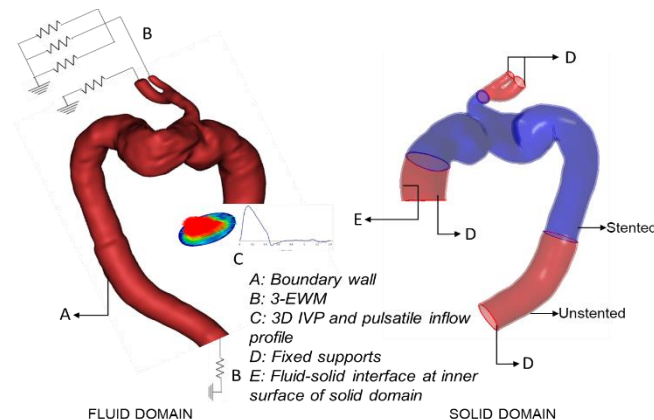 B
D
E
D
C
Stented
A: Boundary wall
B: 3-EWM
C: 3D IVP and pulsatile inflow
profile
D: Fixed supports
E: Fluid-solid interface at inner
surface of solid domain
A
Unstented
B
D
FLUID DOMAIN
SOLID DOMAIN